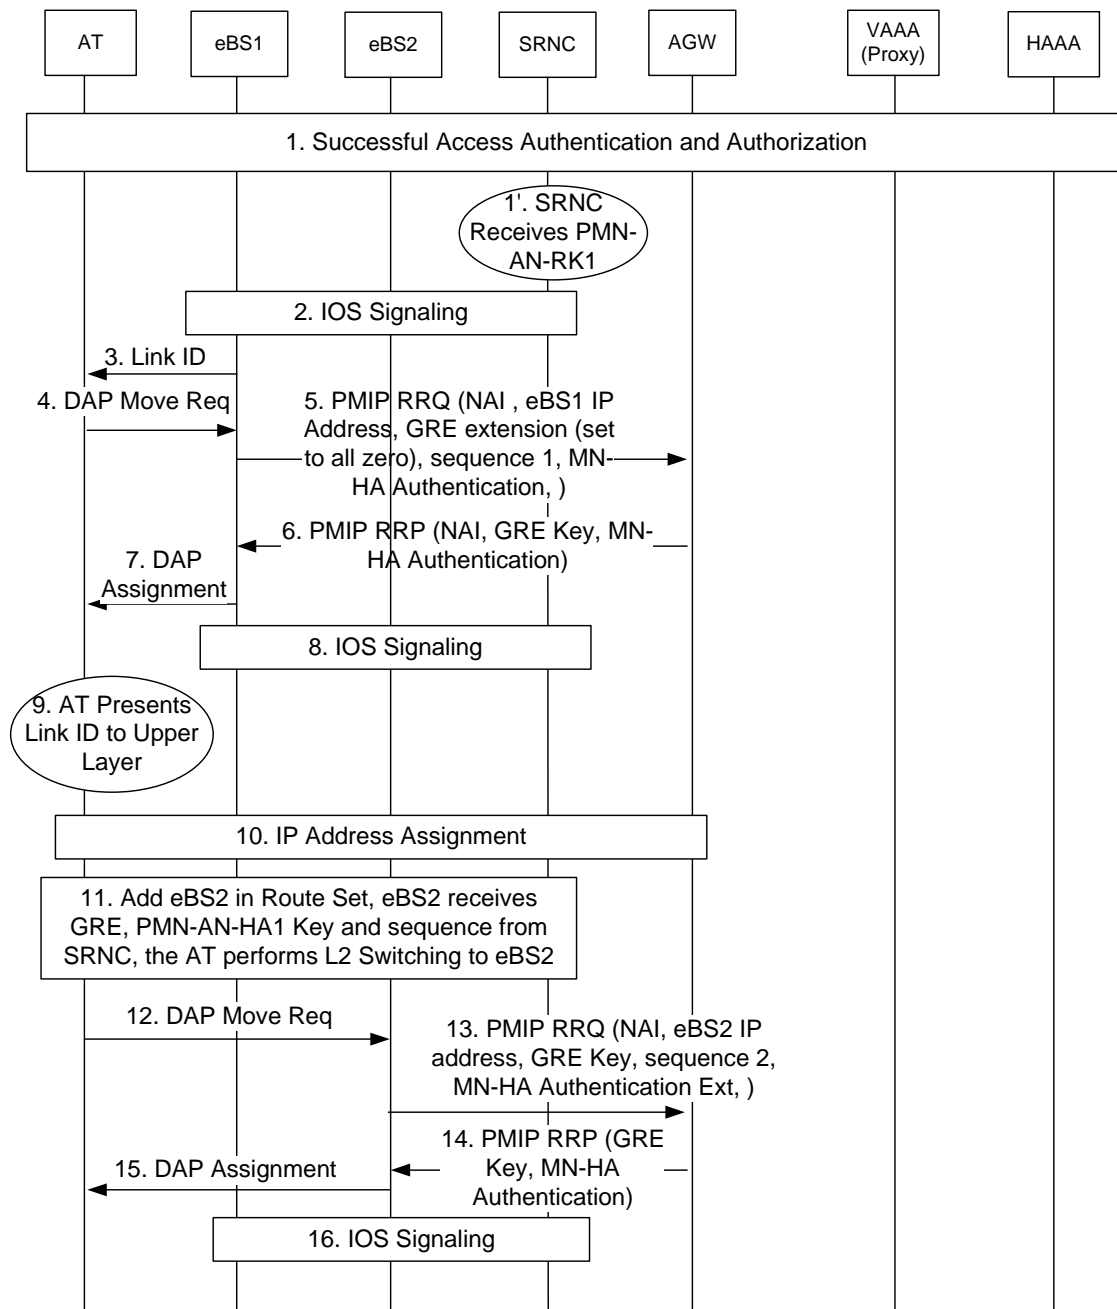 AT
eBS1
eBS2
SRNC
AGW
VAAA
(Proxy)
HAAA
1. Successful Access Authentication and Authorization
1'. SRNC
Receives PMN-
AN-RK1
2. IOS Signaling
3. Link ID
4. DAP Move Req
5. PMIP RRQ (NAI , eBS1 IP
Address, GRE extension (set
to all zero), sequence 1, MN-
HA Authentication, )
6. PMIP RRP (NAI, GRE Key, MN-
HA Authentication)
7. DAP
Assignment
8. IOS Signaling
9. AT Presents
Link ID to Upper
Layer
10. IP Address Assignment
11. Add eBS2 in Route Set, eBS2 receives
GRE, PMN-AN-HA1 Key and sequence from
SRNC, the AT performs L2 Switching to eBS2
12. DAP Move Req
13. PMIP RRQ (NAI, eBS2 IP
address, GRE Key, sequence 2,
MN-HA Authentication Ext, )
14. PMIP RRP (GRE
Key, MN-HA
Authentication)
15. DAP Assignment
16. IOS Signaling